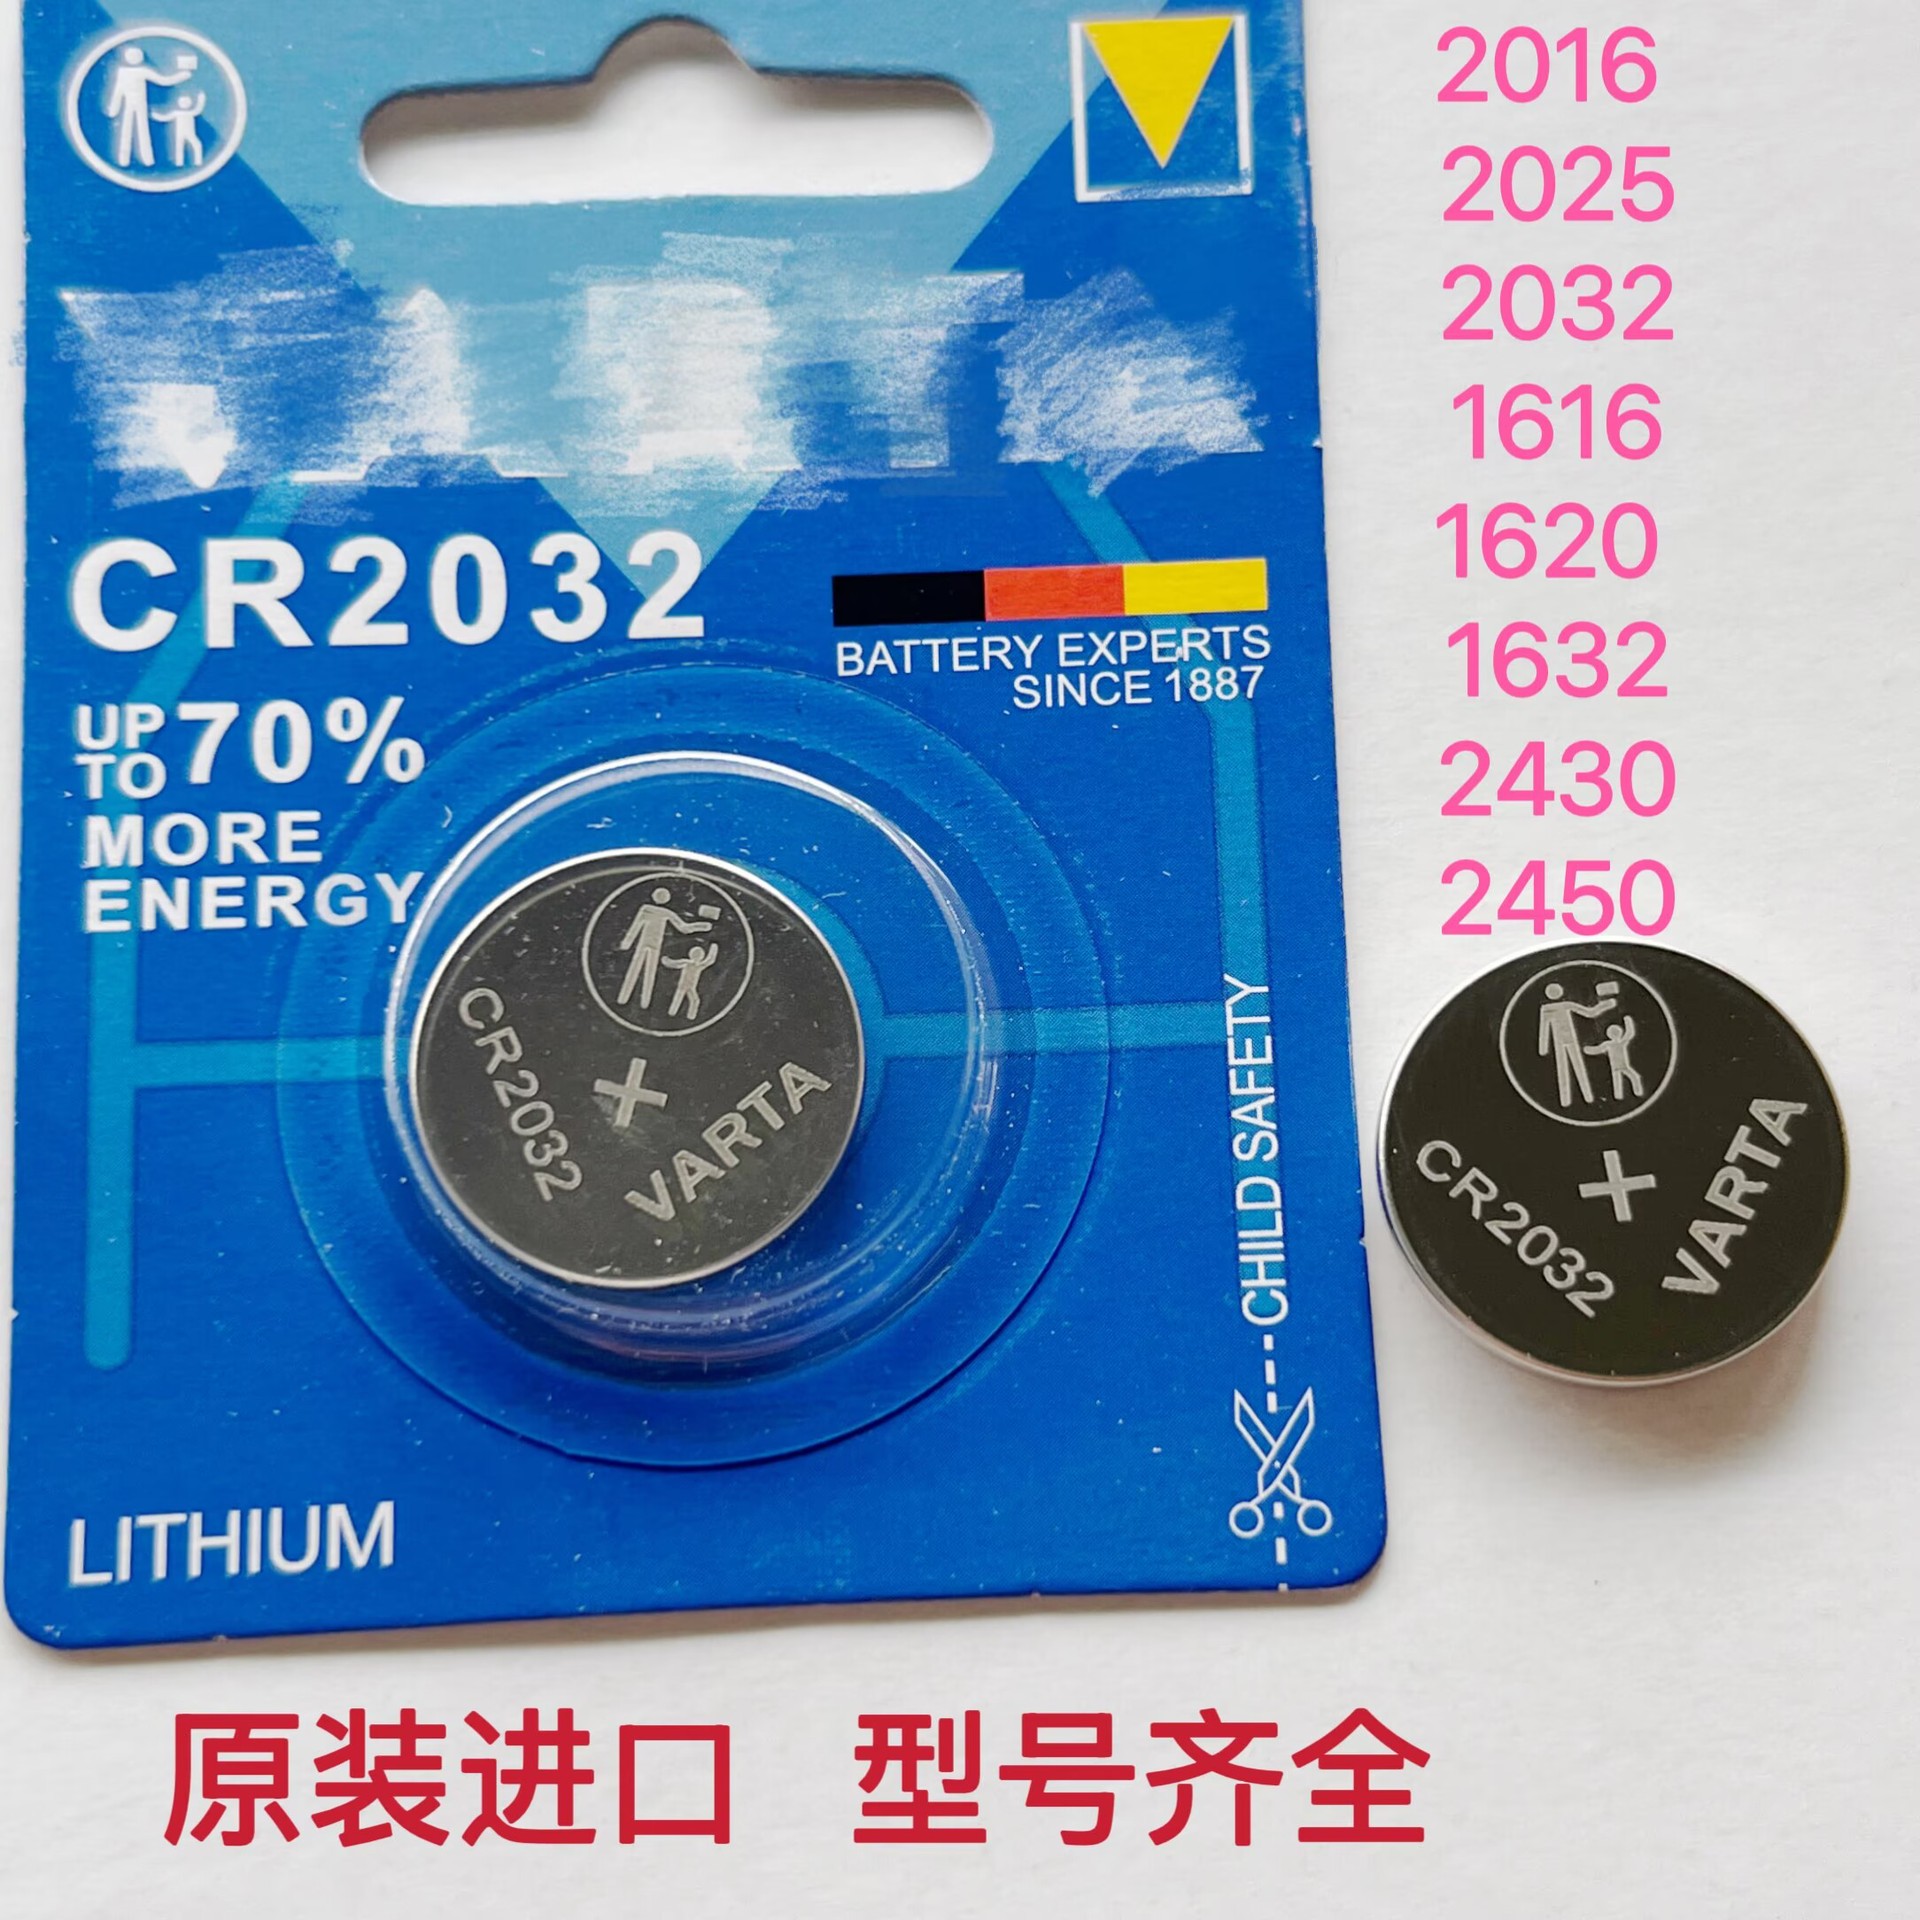 CR2032
BATTERY EXPERTS
SINCE 1887
UP
TO 70%
MORE
ENERGY
CR2032
VARTA
CHILD SAFETY
LITHIUM
2016
2025
2032
1616
1620
1632
2430
2450
CR2032
VARTA
原装进口 型号齐全